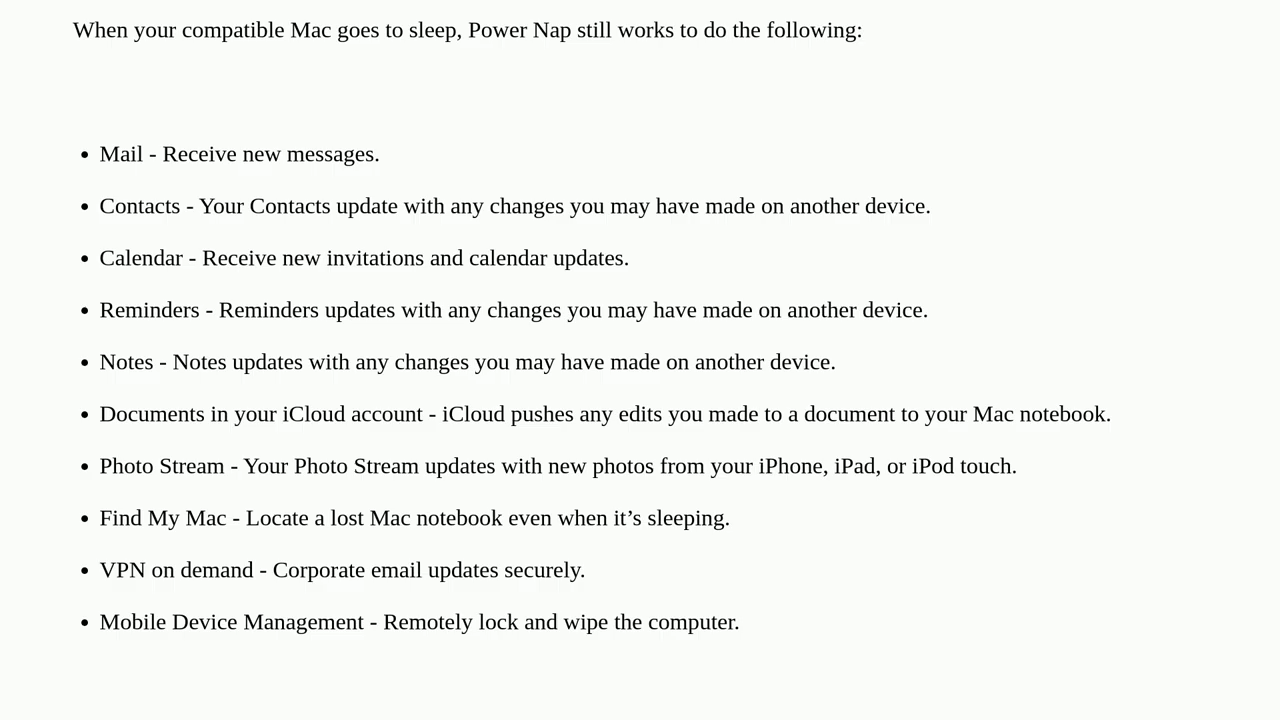 When your compatible Mac goes to sleep, Power Nap still works to do the following:
• Mail - Receive new messages.
• Contacts - Your Contacts update with any changes you may have made on another device.
• Calendar - Receive new invitations and calendar updates.
• Reminders - Reminders updates with any changes you may have made on another device.
• Notes - Notes updates with any changes you may have made on another device.
• Documents in your iCloud account - iCloud pushes any edits you made to a document to your Mac notebook.
• Photo Stream - Your Photo Stream updates with new photos from your iPhone, iPad, or iPod touch.
• Find My Mac - Locate a lost Mac notebook even when it’s sleeping.
• VPN on demand - Corporate email updates securely.
• Mobile Device Management - Remotely lock and wipe the computer.